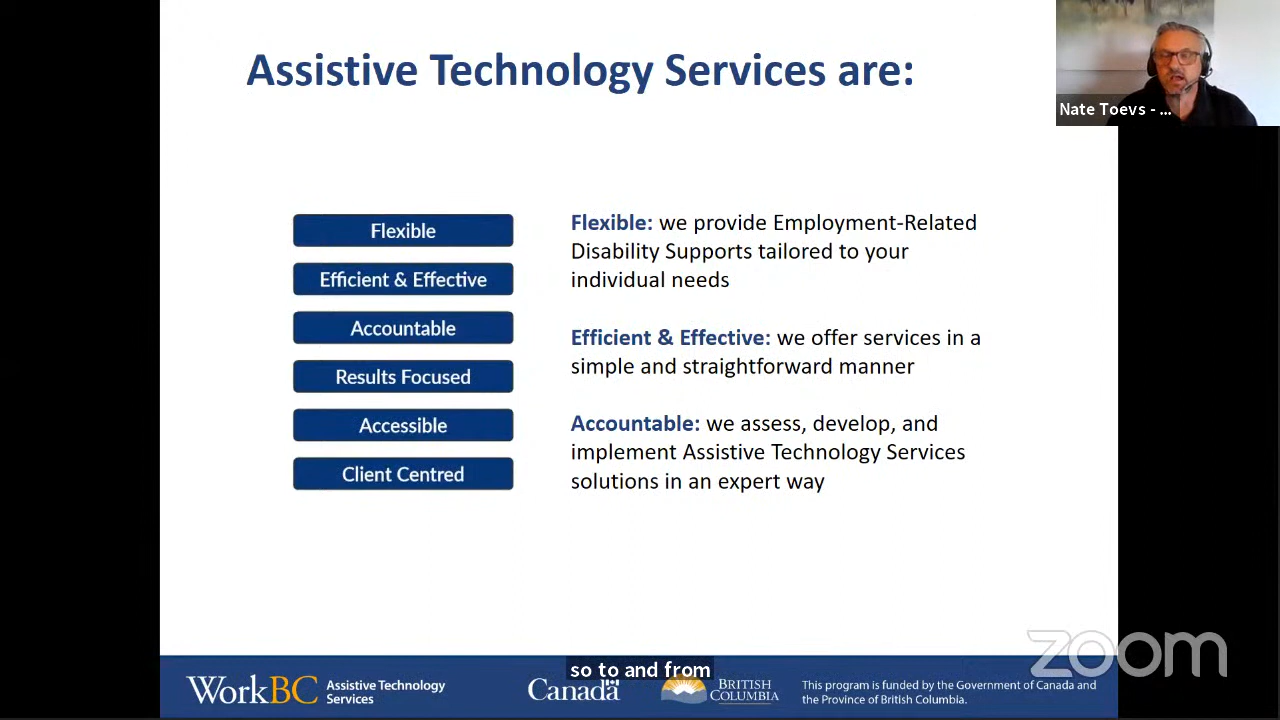 Assistive Technology Services are:
Nate Toevs - ...
Flexible
Efficient & Effective
Accountable
Results Focused
Accessible
Client Centred
Flexible: we provide Employment-Related
Disability Supports tailored to your
individual needs
Efficient & Effective: we offer services in a
simple and straightforward manner
Accountable: we assess, develop, and
implement Assistive Technology Services
solutions in an expert way
zoom
so to and from
WorkBC
Assistive Technology
Services
Canada
BRITISH
COLUMBIA
This program is funded by the Government of Canada and
the Province of British Columbia.